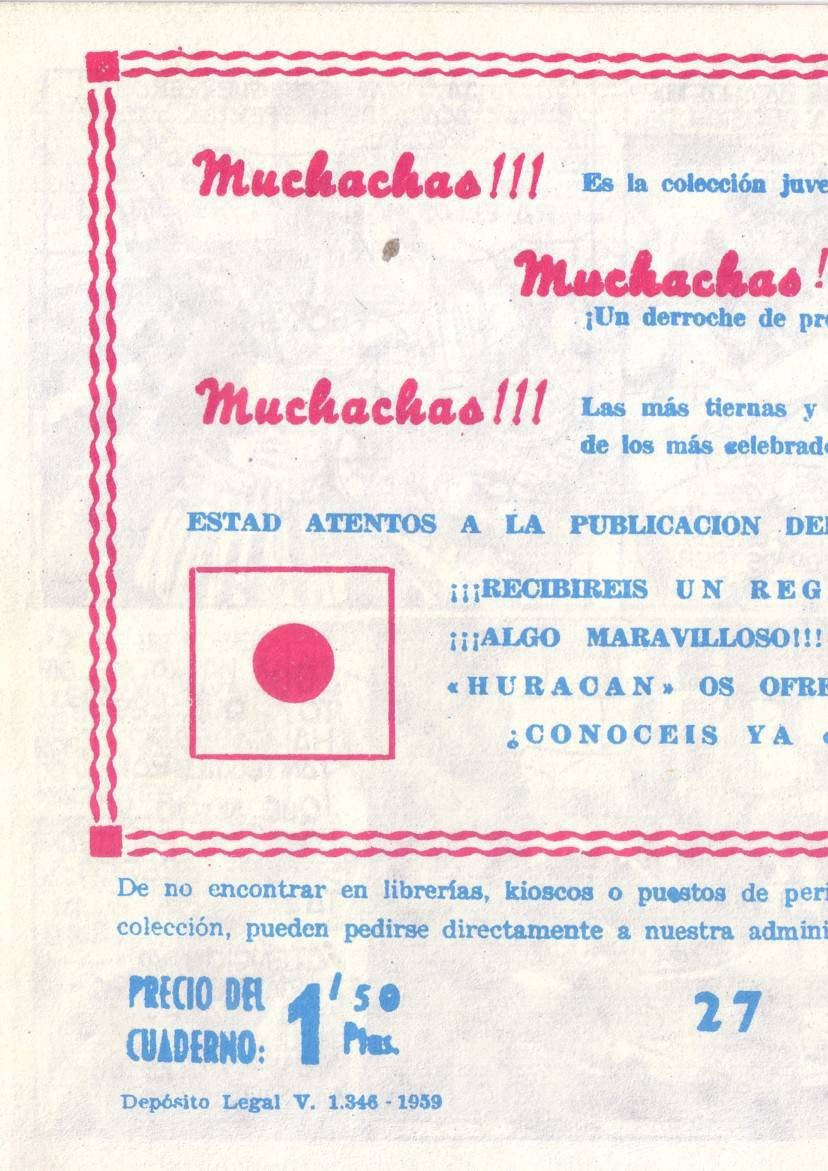 Muchachas!!! Es la colección juve
Muchachas!
¡Un derroche de pr
Muchachas!!! Las más tiernas y
de los más celebrad
ESTAD ATENTOS A LA PUBLICACION DE
¡¡¡RECIBIREIS UN REG
¡¡¡ALGO MARAVILLOSO!!!
«HURACAN» OS OFRE
¿CONOCEIS YA
De no encontrar en librerías, kioscos o puestos de peri
colección, pueden pedirse directamente a nuestra admini
PRECIO DEL
CUADERNO: 1'50 Ptas.
27
Depósito Legal V. 1.346 - 1959